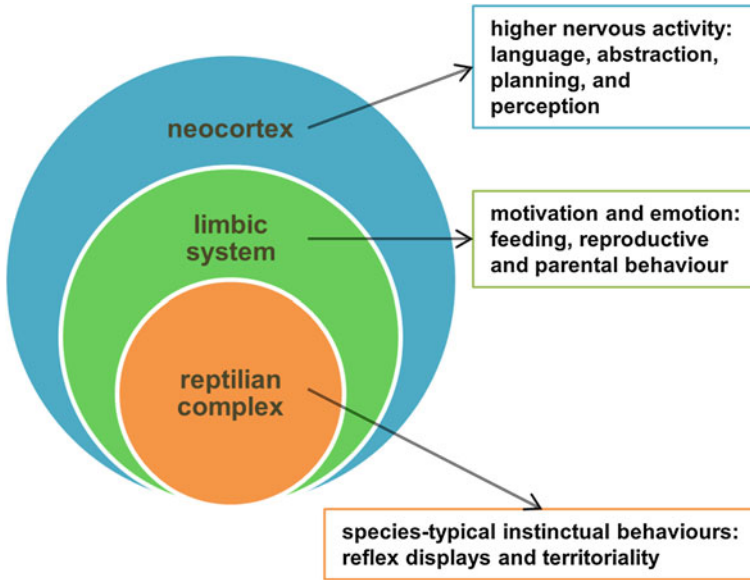 higher nervous activity:
language, abstraction,
planning, and
perception
neocortex
motivation and emotion:
feeding, reproductive
and parental behaviour
limbic
system
reptilian
complex
species-typical instinctual behaviours:
reflex displays and territoriality